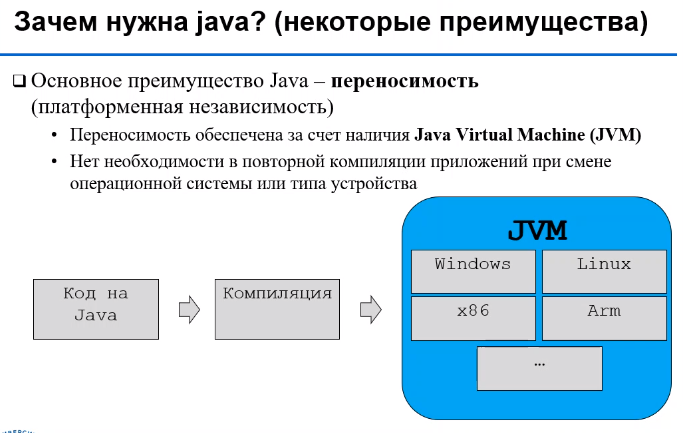 Зачем нужна java? (некоторые преимущества)
Основное преимущество Java – переносимость
(платформенная независимость)
• Переносимость обеспечена за счет наличия Java Virtual Machine (JVM)
• Нет необходимости в повторной компиляции приложений при смене
операционной системы или типа устройства
Код на
Java
Компиляция
JVM
Windows
Linux
x86
Arm
…